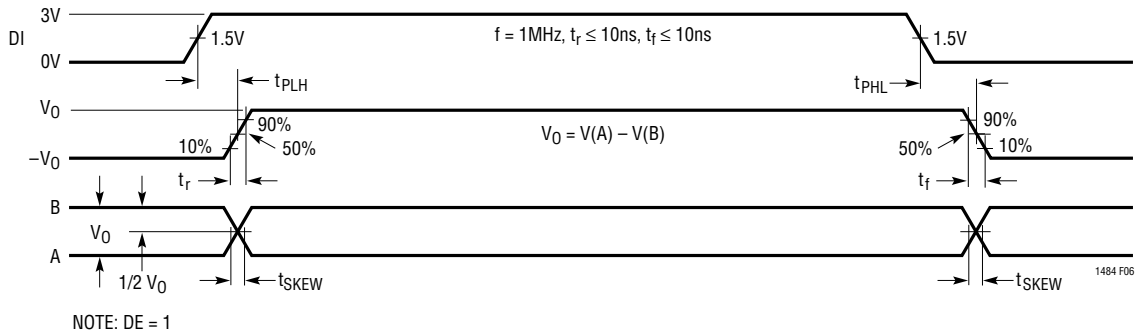 3V
DI
1.5V
f = 1MHz, tr ≤ 10ns, tf ≤ 10ns
1.5V
0V
tPLH
tPHL
VO
90%
VO = V(A) – V(B)
90%
10%
50%
50%
10%
–VO
tr
tf
B
VO
A
1/2 VO
tSKEW
tSKEW
1484 F06
NOTE: DE = 1